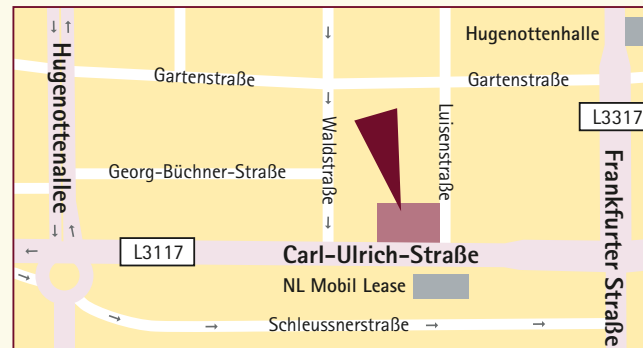 Hugenottenhalle
Gartenstraße
Gartenstraße
Hugenottenallee
L3317
Waldstraße
Luisenstraße
Georg-Büchner-Straße
Frankfurter Straße
L3117
Carl-Ulrich-Straße
NL Mobil Lease
Schleussnerstraße